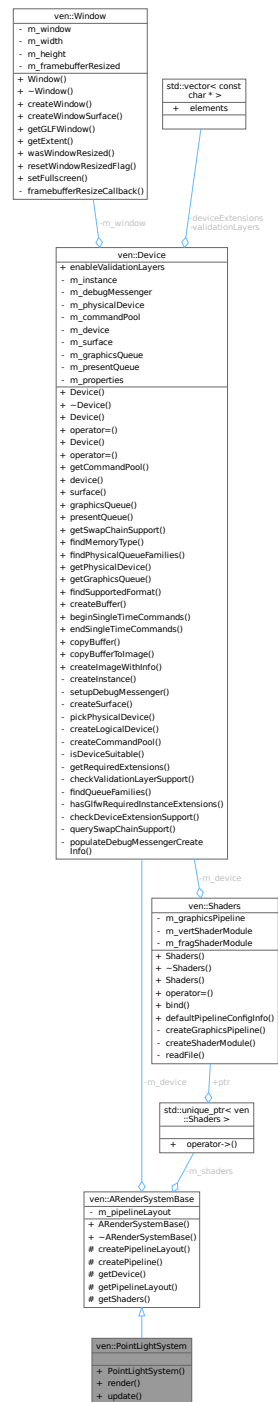 ven::Window
- m_window
- m_width
- m_height
- m_framebufferResized
+ Window()
+ ~Window()
+ createWindow()
+ createWindowSurface()
+ getGLFWindow()
+ getExtent()
+ wasWindowResized()
+ resetWindowResizedFlag()
+ setFullscreen()
- framebufferResizeCallback()
std::vector< const
char * >
+ elements
-m_window
-deviceExtensions
-validationLayers
ven::Device
+ enableValidationLayers
- m_instance
- m_debugMessenger
- m_physicalDevice
- m_commandPool
- m_device
- m_surface
- m_graphicsQueue
- m_presentQueue
- m_properties
+ Device()
+ ~Device()
+ Device()
+ operator=()
+ Device()
+ operator=()
+ getCommandPool()
+ device()
+ surface()
+ graphicsQueue()
+ presentQueue()
+ getSwapChainSupport()
+ findMemoryType()
+ findPhysicalQueueFamilies()
+ getPhysicalDevice()
+ getGraphicsQueue()
+ findSupportedFormat()
+ createBuffer()
+ beginSingleTimeCommands()
+ endSingleTimeCommands()
+ copyBuffer()
+ copyBufferToImage()
+ createImageWithInfo()
- createInstance()
- setupDebugMessenger()
- createSurface()
- pickPhysicalDevice()
- createLogicalDevice()
- createCommandPool()
- isDeviceSuitable()
- getRequiredExtensions()
- checkValidationLayerSupport()
- findQueueFamilies()
- hasGlfwRequiredInstanceExtensions()
- checkDeviceExtensionSupport()
- querySwapChainSupport()
- populateDebugMessengerCreate
Info()
-m_device
ven::Shaders
- m_graphicsPipeline
- m_vertShaderModule
- m_fragShaderModule
+ Shaders()
+ ~Shaders()
+ Shaders()
+ operator=()
+ bind()
+ defaultPipelineConfigInfo()
- createGraphicsPipeline()
- createShaderModule()
- readFile()
-m_device
+ptr
std::unique_ptr< ven
::Shaders >
+ operator->()
-m_shaders
ven::ARenderSystemBase
- m_pipelineLayout
+ ARenderSystemBase()
+ ~ARenderSystemBase()
# createPipelineLayout()
# createPipeline()
# getDevice()
# getPipelineLayout()
# getShaders()
ven::PointLightSystem
+ PointLightSystem()
+ render()
+ update()